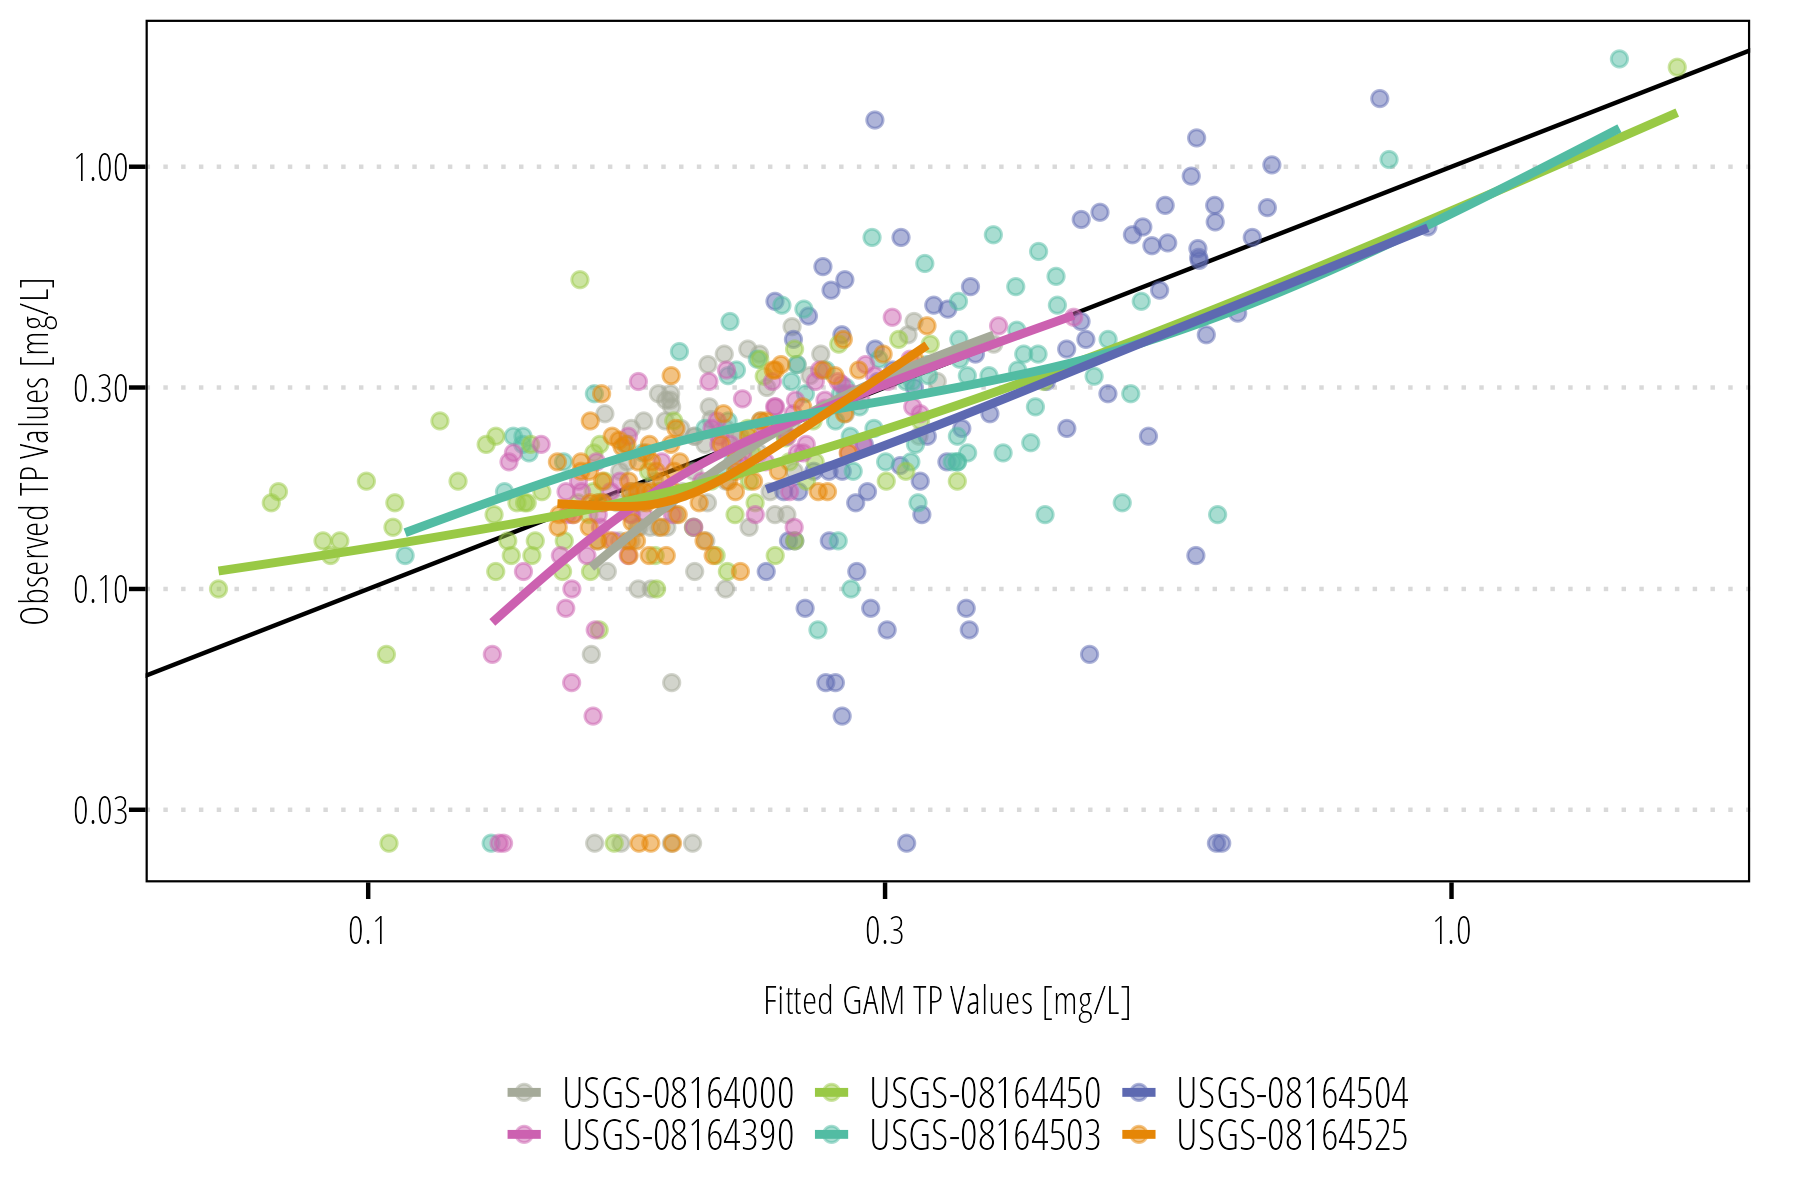 Observed TP Values [mg/L]
1.00
0.30
0.10
0.03
0.1 0.3 1.0
Fitted GAM TP Values [mg/L]
USGS-08164000 USGS-08164450 USGS-08164504
USGS-08164390 USGS-08164503 USGS-08164525